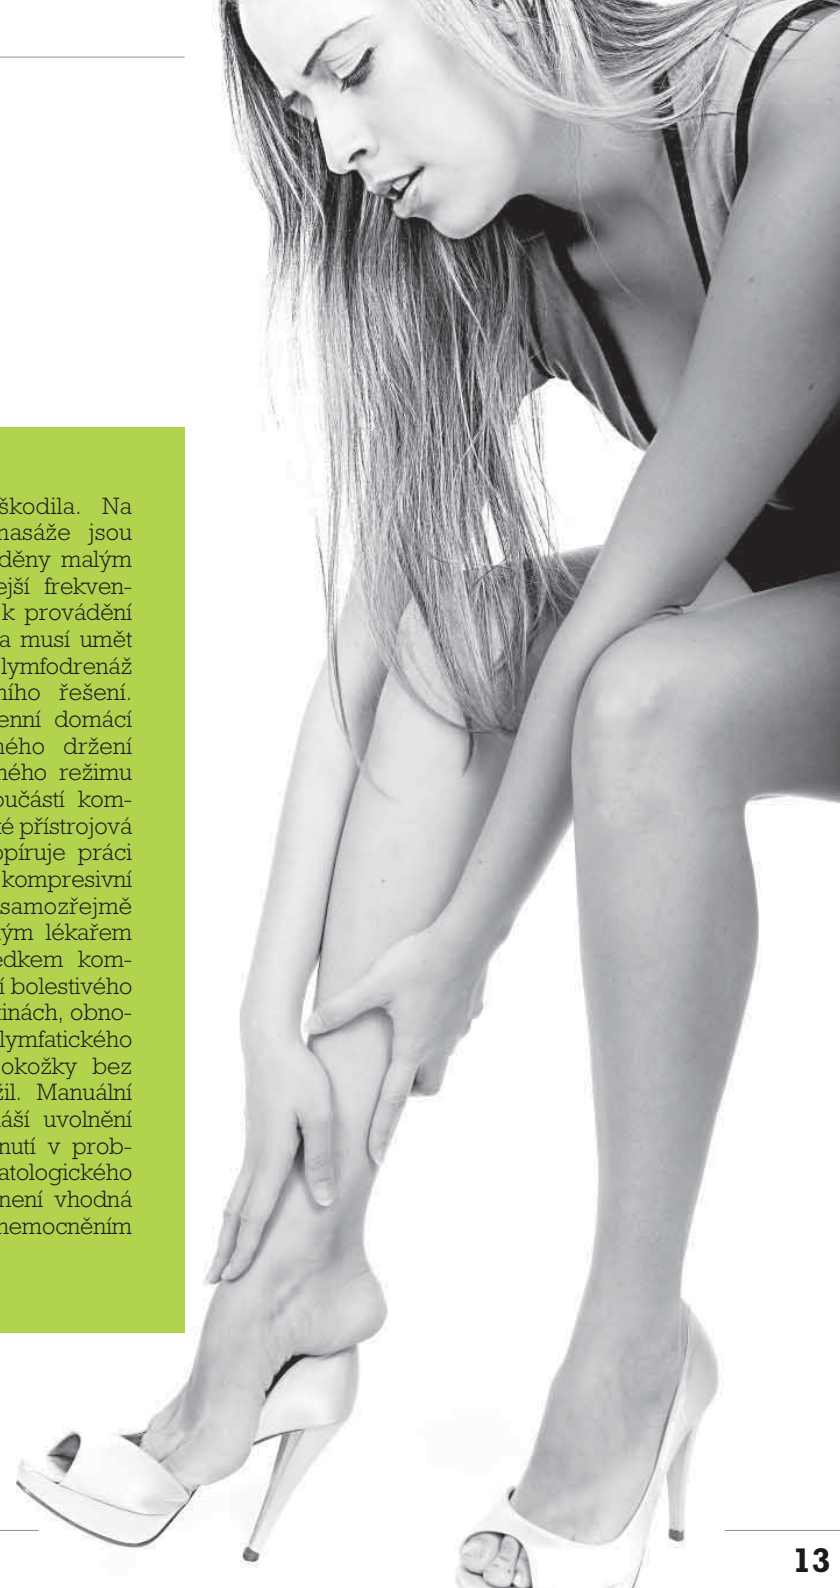 škodila. Na
masáže jsou
děny malým
ejší frekven-
k provádění
a musí umět
lymfodrenáž
ního řešení.
enní domácí
ného držení
ného režimu
oučástí kom-
é přístrojová
opíruje práci
kompresivní
samozřejmě
ým lékařem
edkem kom-
í bolestivého
tinách, obno-
lymfatického
okožky bez
žil. Manuální
áší uvolnění
nutí v prob-
atologického
není vhodná
nemocněním
13